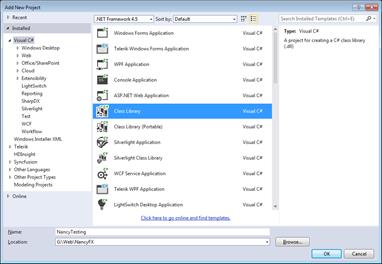 Add New Project
Recent
.NET Framework 4.5
Sort by: Default
Search Installed Templates (Ctrl+E)
Installed
Visual C#
Windows Desktop
Web
Office/SharePoint
Cloud
Extensibility
LightSwitch
Reporting
SharpDX
Silverlight
Test
WCF
Workflow
Windows Installer XML
Telerik
HDInsight
Syncfusion
Other Languages
Other Project Types
Modeling Projects
Online
Windows Forms Application Visual C#
Telerik Windows Forms Application Visual C#
WPF Application Visual C#
Console Application Visual C#
ASP.NET Web Application Visual C#
Class Library Visual C#
Class Library (Portable) Visual C#
Silverlight Application Visual C#
Silverlight Class Library Visual C#
WCF Service Application Visual C#
Telerik WPF Application Visual C#
LightSwitch Desktop Application Visual C#
Click here to go online and find templates.
Type: Visual C#
A project for creating a C# class library
(.dll)
Name: NancyTesting
Location: G:\Web\NancyFX
Browse...
OK
Cancel